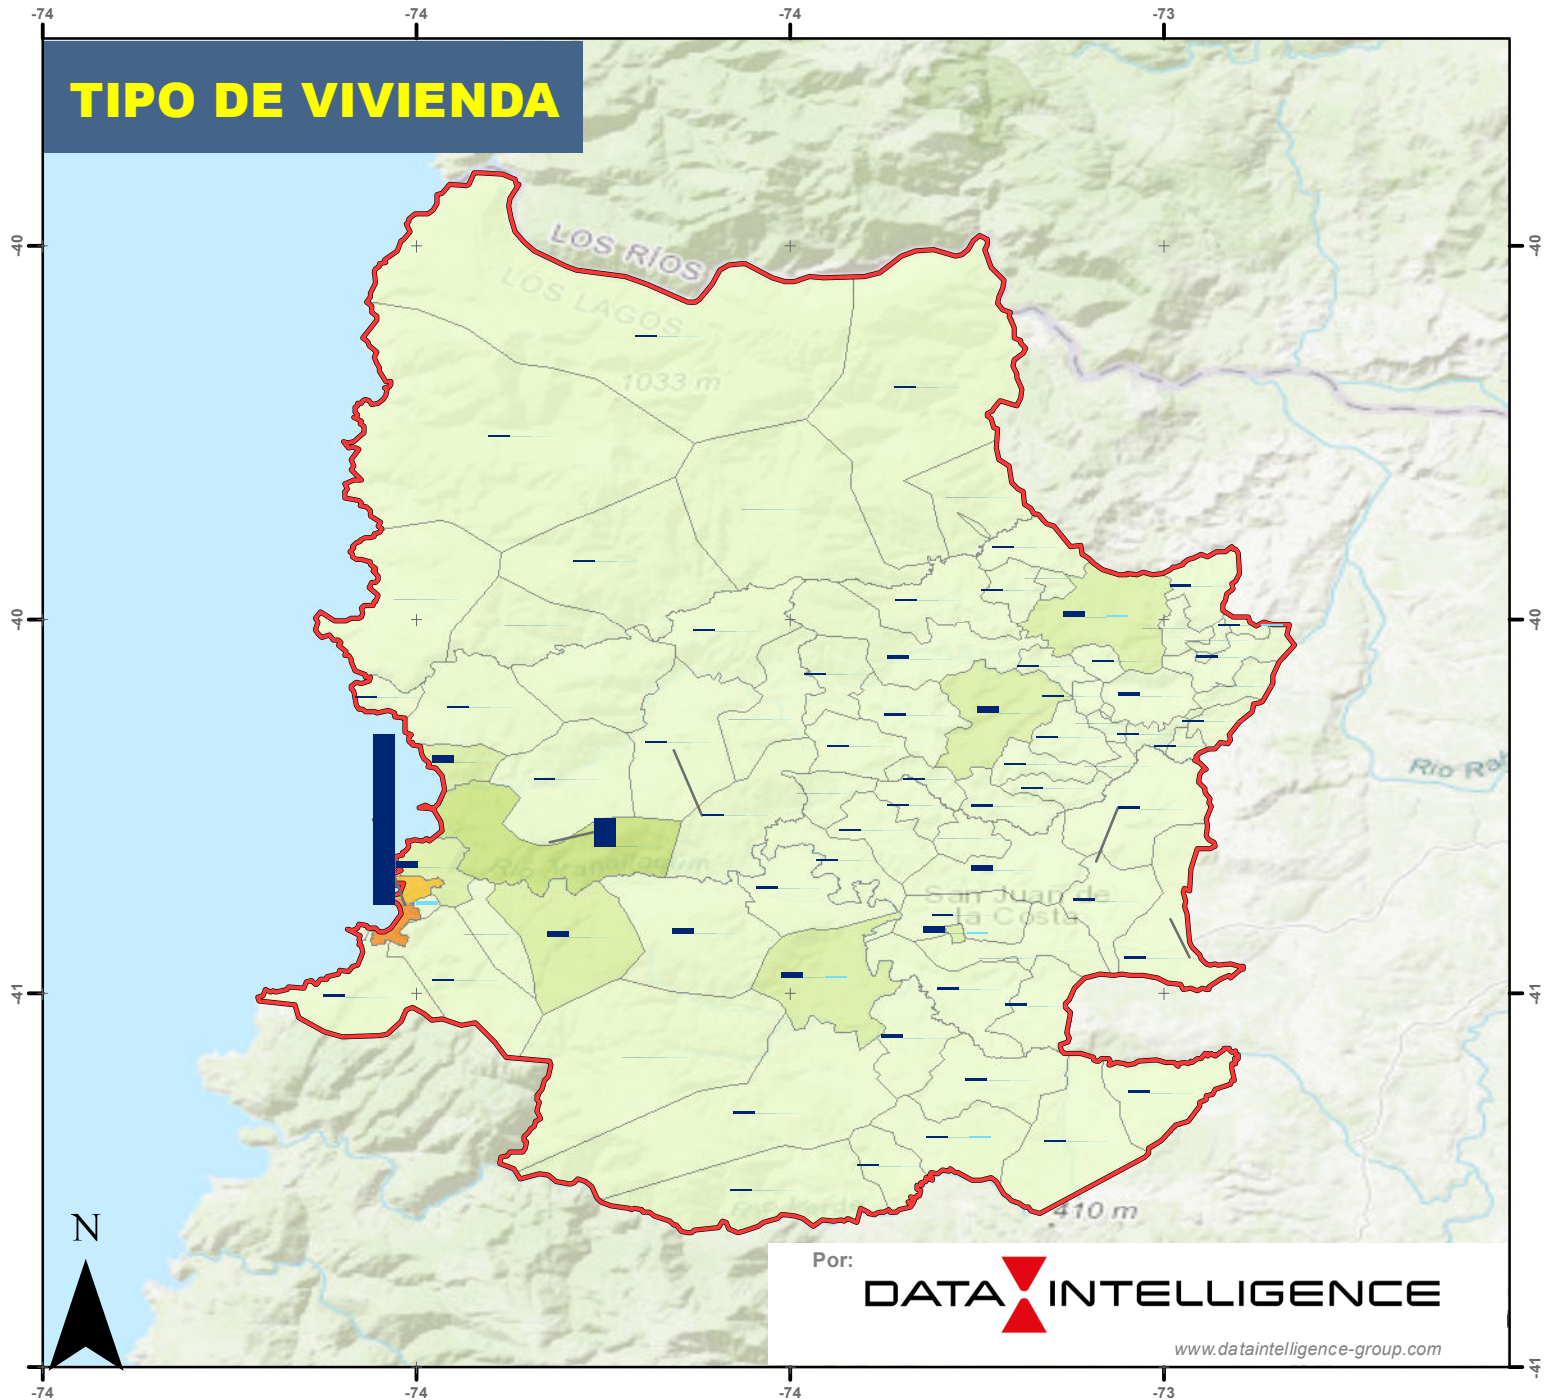 -74
-74
-74
-73
TIPO DE VIVIENDA
LOS RÍOS
LOS LAGOS
-40
-40
1033 m
-40
-40
Río Tranallaquin
San Juan de
la Costa
-41
-41
410 m
N
Por:
DATA INTELLIGENCE
www.dataintelligence-group.com
-41
-74
-74
-74
-73